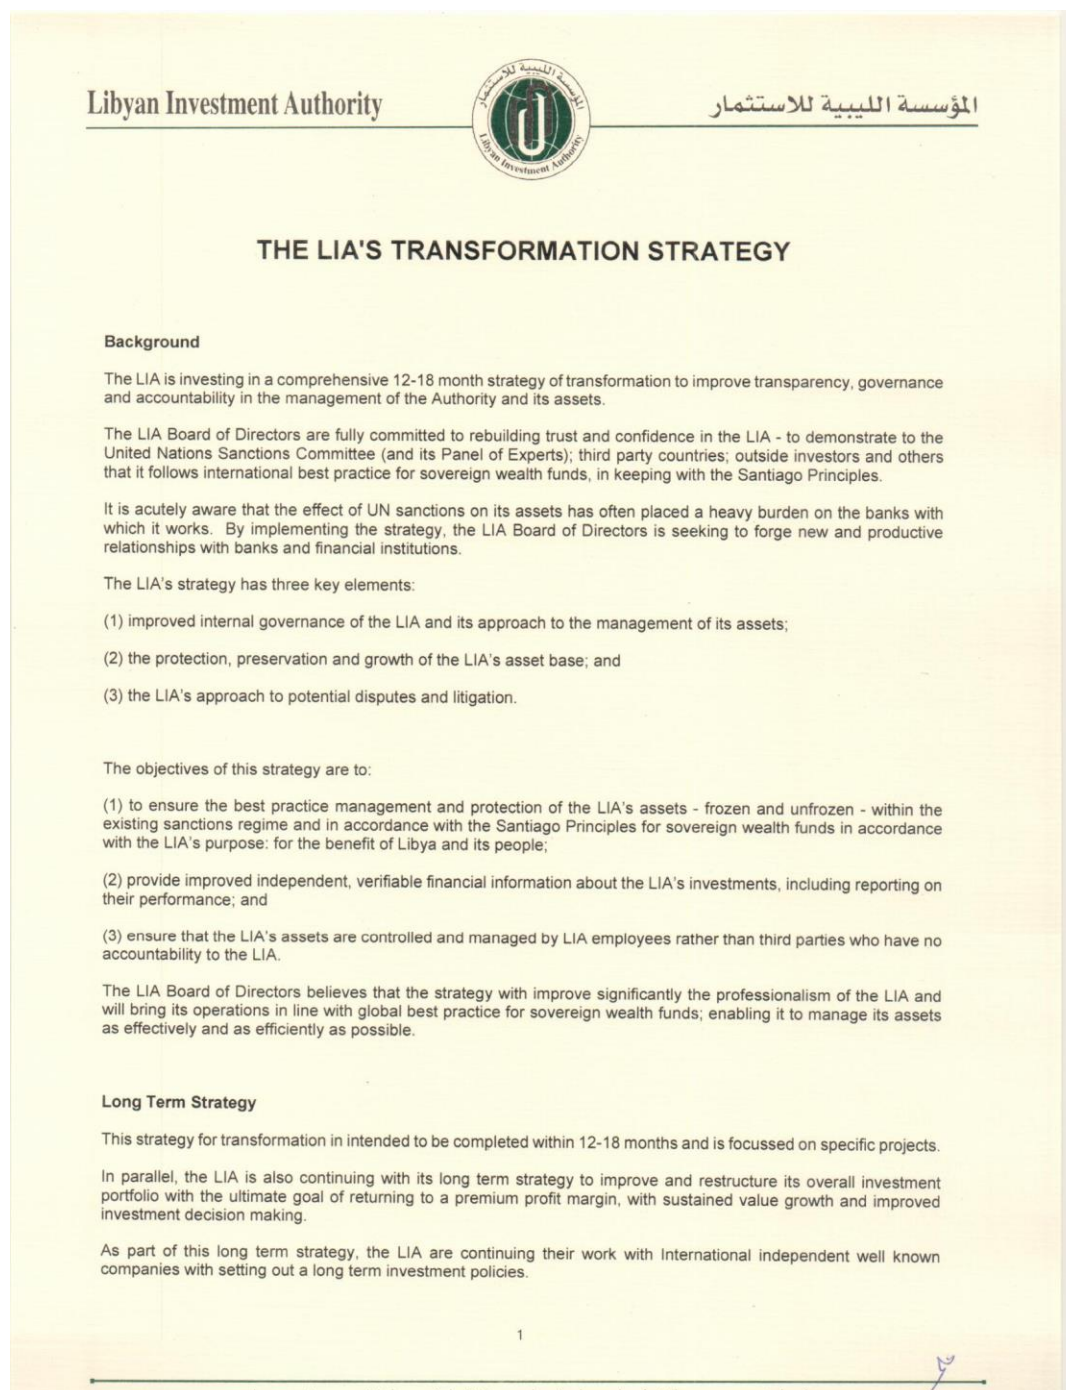 Libyan Investment Authority
المؤسسة الليبية للاستثمار
المؤسسة الليبية للاستثمار
Libyan Investment Authority
THE LIA'S TRANSFORMATION STRATEGY
Background
The LIA is investing in a comprehensive 12-18 month strategy of transformation to improve transparency, governance
and accountability in the management of the Authority and its assets.
The LIA Board of Directors are fully committed to rebuilding trust and confidence in the LIA - to demonstrate to the
United Nations Sanctions Committee (and its Panel of Experts); third party countries; outside investors and others
that it follows international best practice for sovereign wealth funds, in keeping with the Santiago Principles.
It is acutely aware that the effect of UN sanctions on its assets has often placed a heavy burden on the banks with
which it works. By implementing the strategy, the LIA Board of Directors is seeking to forge new and productive
relationships with banks and financial institutions.
The LIA's strategy has three key elements:
(1) improved internal governance of the LIA and its approach to the management of its assets;
(2) the protection, preservation and growth of the LIA's asset base; and
(3) the LIA's approach to potential disputes and litigation.
The objectives of this strategy are to:
(1) to ensure the best practice management and protection of the LIA's assets - frozen and unfrozen - within the
existing sanctions regime and in accordance with the Santiago Principles for sovereign wealth funds in accordance
with the LIA's purpose: for the benefit of Libya and its people;
(2) provide improved independent, verifiable financial information about the LIA's investments, including reporting on
their performance; and
(3) ensure that the LIA's assets are controlled and managed by LIA employees rather than third parties who have no
accountability to the LIA.
The LIA Board of Directors believes that the strategy with improve significantly the professionalism of the LIA and
will bring its operations in line with global best practice for sovereign wealth funds; enabling it to manage its assets
as effectively and as efficiently as possible.
Long Term Strategy
This strategy for transformation in intended to be completed within 12-18 months and is focussed on specific projects.
In parallel, the LIA is also continuing with its long term strategy to improve and restructure its overall investment
portfolio with the ultimate goal of returning to a premium profit margin, with sustained value growth and improved
investment decision making.
As part of this long term strategy, the LIA are continuing their work with International independent well known
companies with setting out a long term investment policies.
1